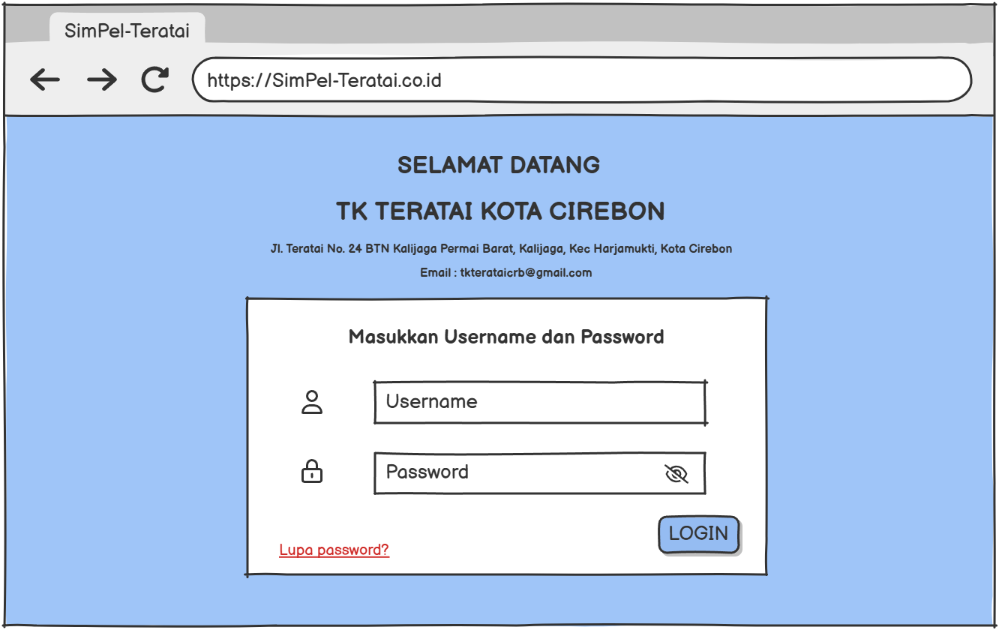 SimPel-Teratai
https://SimPel-Teratai.co.id
SELAMAT DATANG
TK TERATAI KOTA CIREBON
Jl. Teratai No. 24 BTN Kalijaga Permai Barat, Kalijaga, Kec Harjamukti, Kota Cirebon
Email : tkterataicrb@gmail.com
Masukkan Username dan Password
Username
Password
LOGIN
Lupa password?